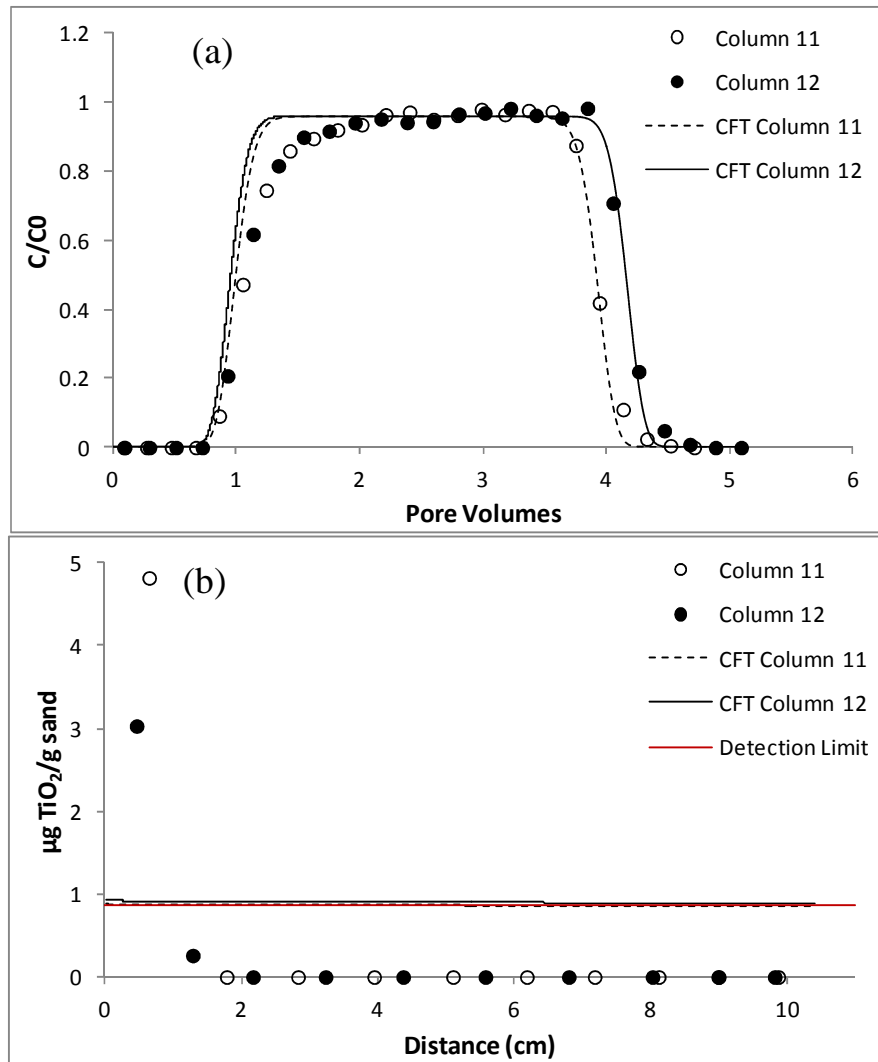 (a)
C/C0
1.2
1
0.8
0.6
0.4
0.2
0
0 1 2 3 4 5 6
Pore Volumes
Column 11
Column 12
CFT Column 11
CFT Column 12
(b)
µg TiO₂/g sand
5
4
3
2
1
0
0 2 4 6 8 10
Distance (cm)
Column 11
Column 12
CFT Column 11
CFT Column 12
Detection Limit